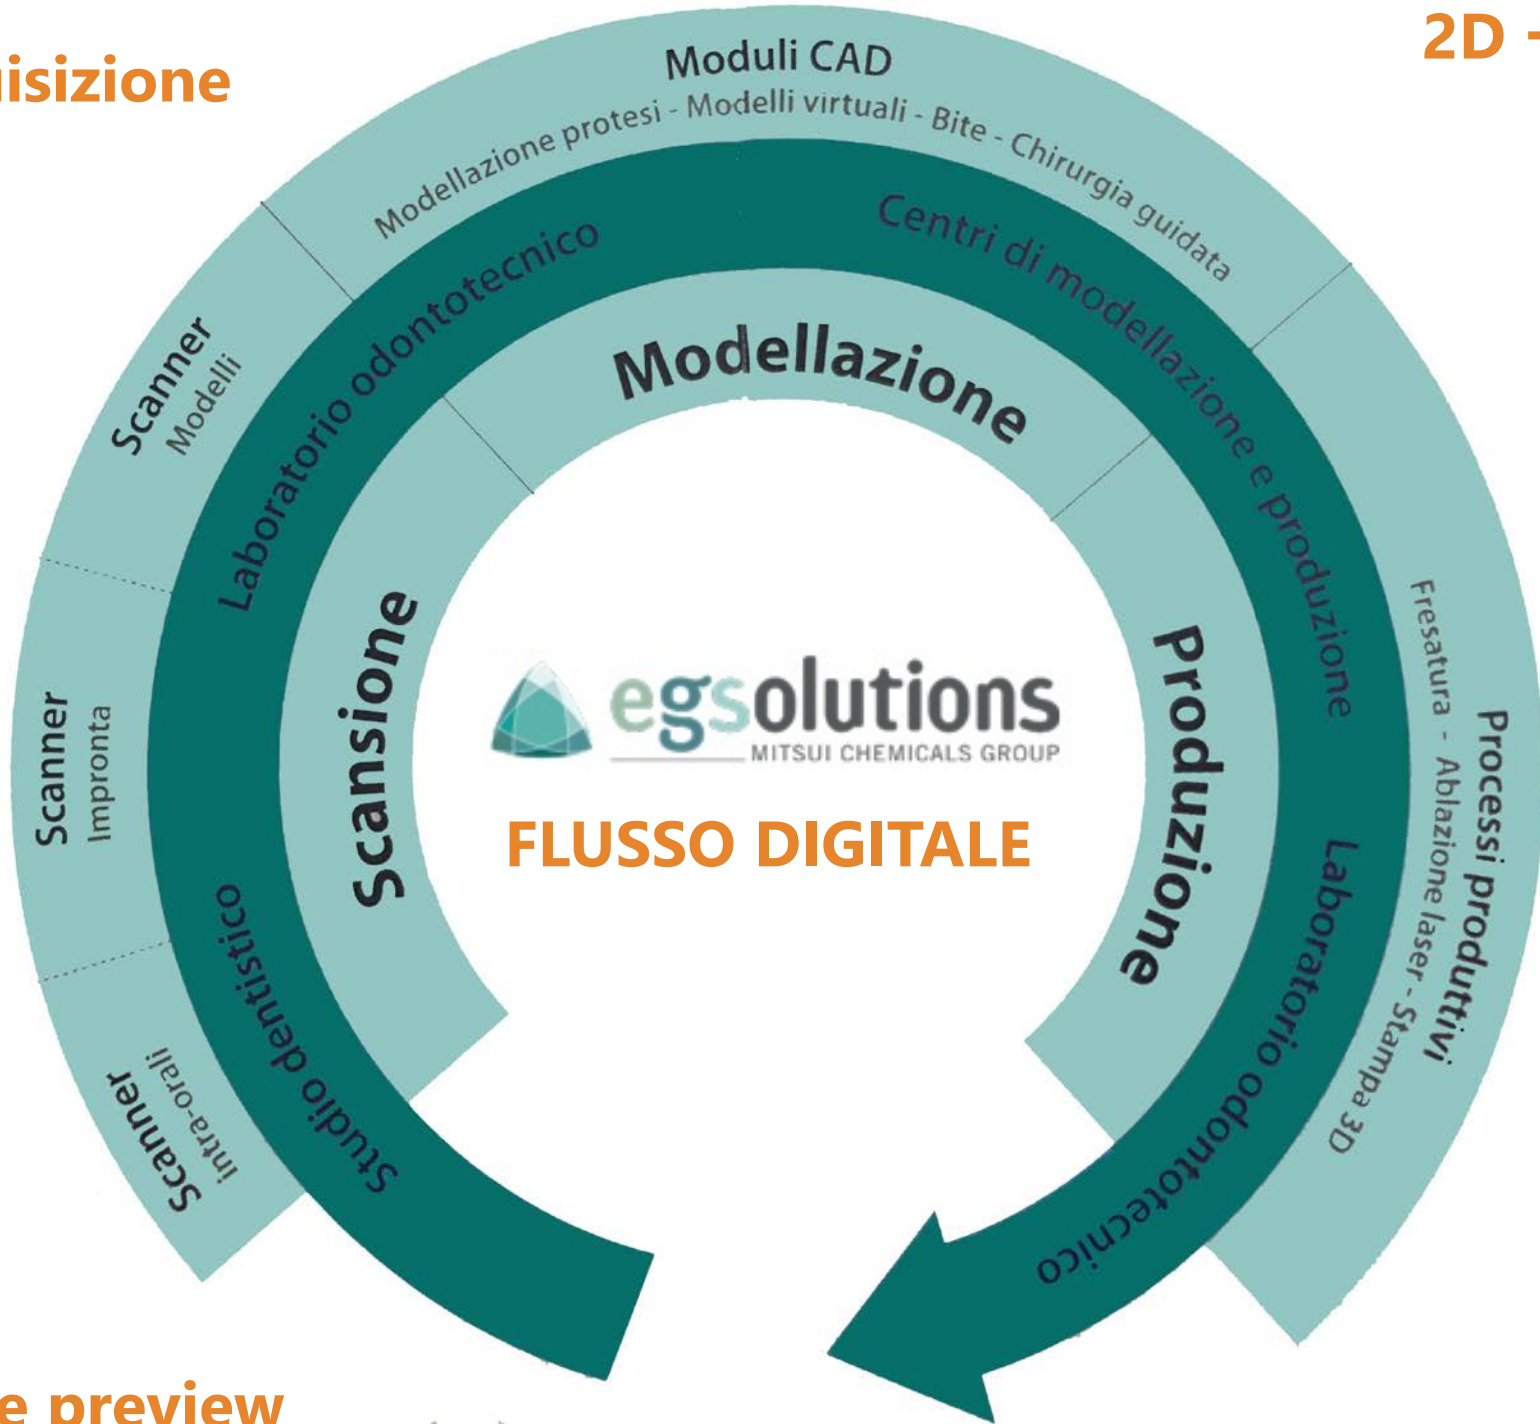 2D -
isizione
Moduli CAD
Modellazione protesi - Modelli virtuali - Bite - Chirurgia guidata
Laboratorio odontotecnico
Centri di modellazione e produzione
Modellazione
Scanner
Modelli
Scansione
Produzione
egsolutions
MITSUI CHEMICALS GROUP
FLUSSO DIGITALE
Scanner
Impronta
Processi produttivi
Fresatura - Ablazione laser - Stampa 3D
Studio dentistico
Laboratorio odontotecnico
Scanner
intra-orali
e preview